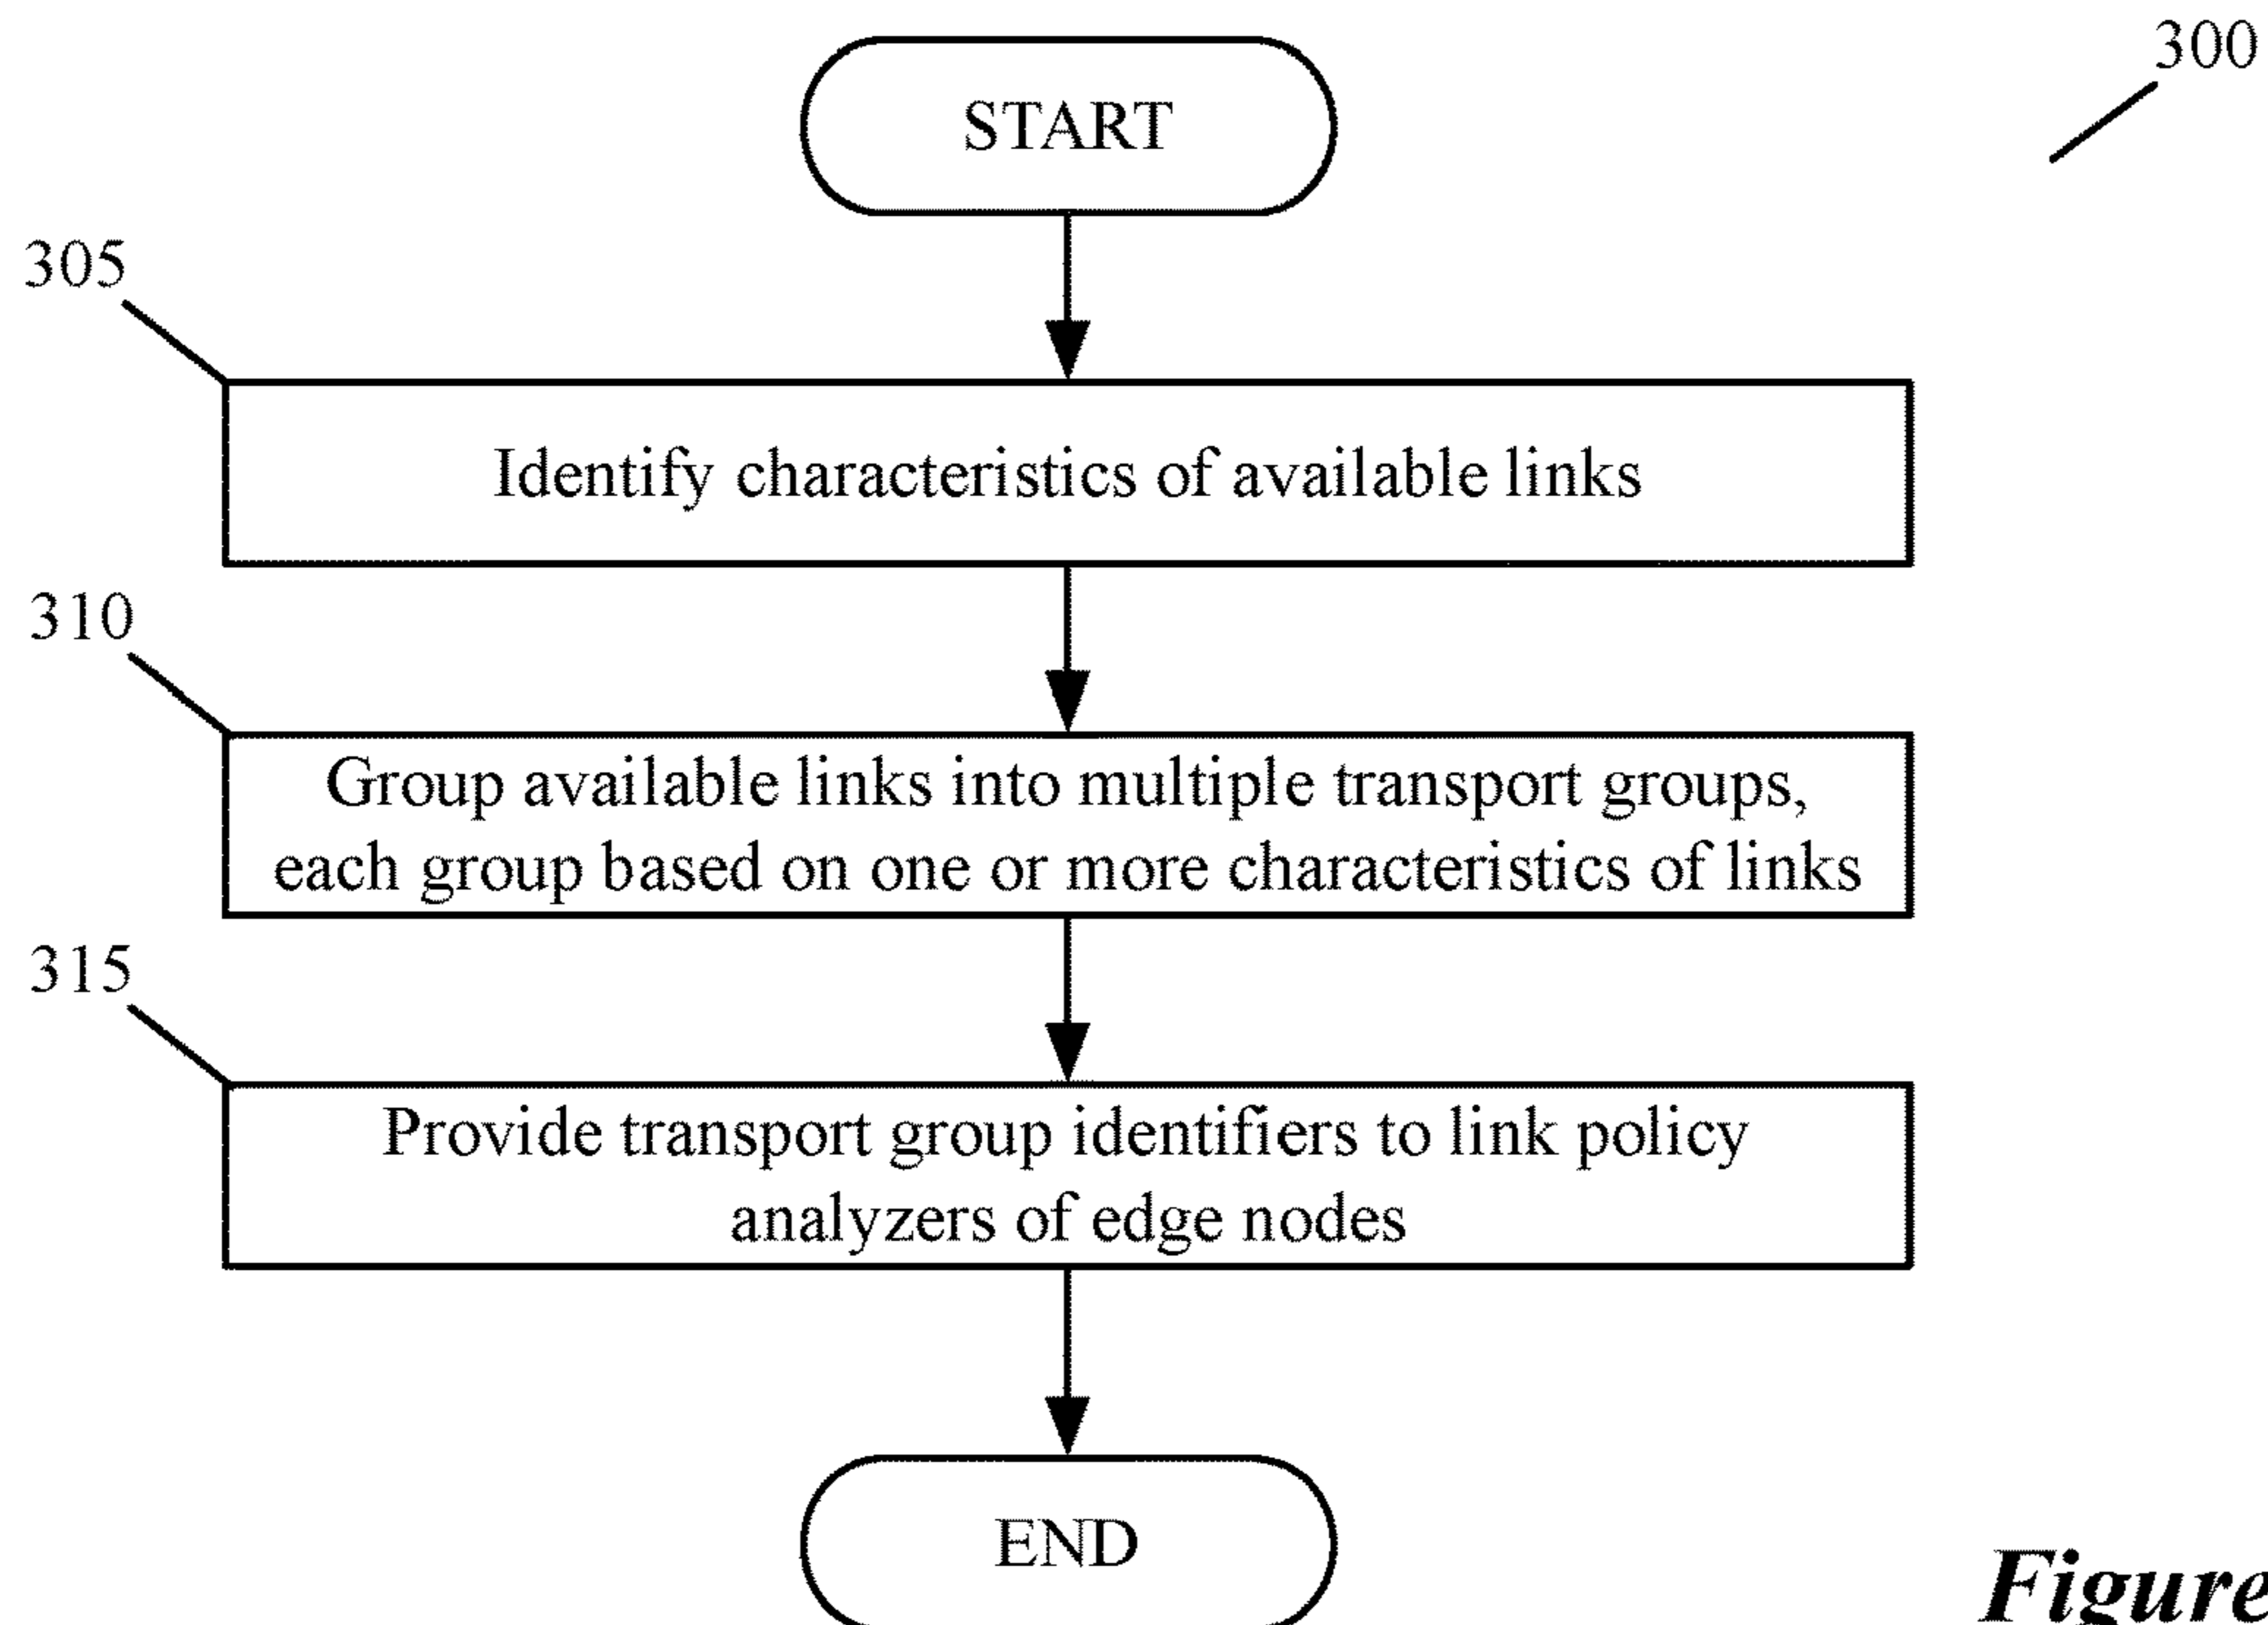 START
300
305
Identify characteristics of available links
310
Group available links into multiple transport groups,
each group based on one or more characteristics of links
315
Provide transport group identifiers to link policy
analyzers of edge nodes
END
Figure